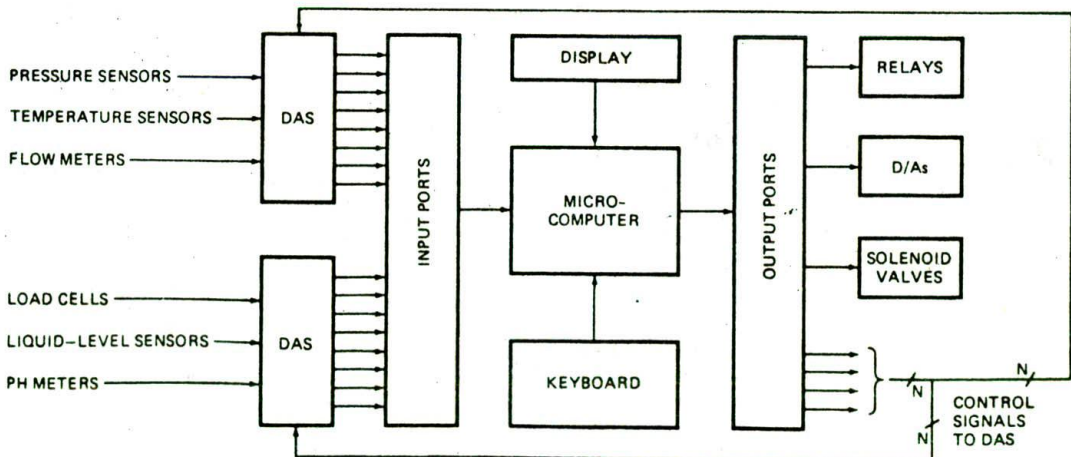 PRESSURE SENSORS
TEMPERATURE SENSORS
FLOW METERS
DAS
LOAD CELLS
LIQUID-LEVEL SENSORS
PH METERS
DAS
INPUT PORTS
DISPLAY
MICRO-
COMPUTER
KEYBOARD
OUTPUT PORTS
RELAYS
D/As
SOLENOID
VALVES
N
N
N
CONTROL
SIGNALS
TO DAS